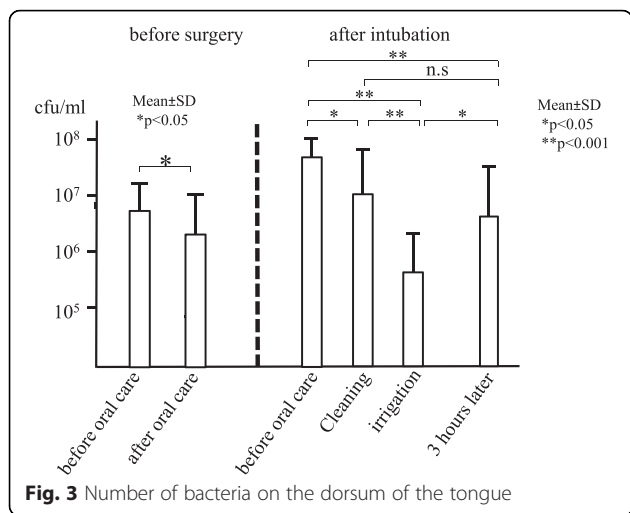 before surgery
after intubation
**
n.s
cfu/ml
Mean±SD
*p<0.05
**
Mean±SD
*p<0.05
**p<0.001
*
**
*
10⁸
*
10⁷
10⁶
10⁵
before oral care
after oral care
before oral care
Cleaning
irrigation
3 hours later
Fig. 3 Number of bacteria on the dorsum of the tongue